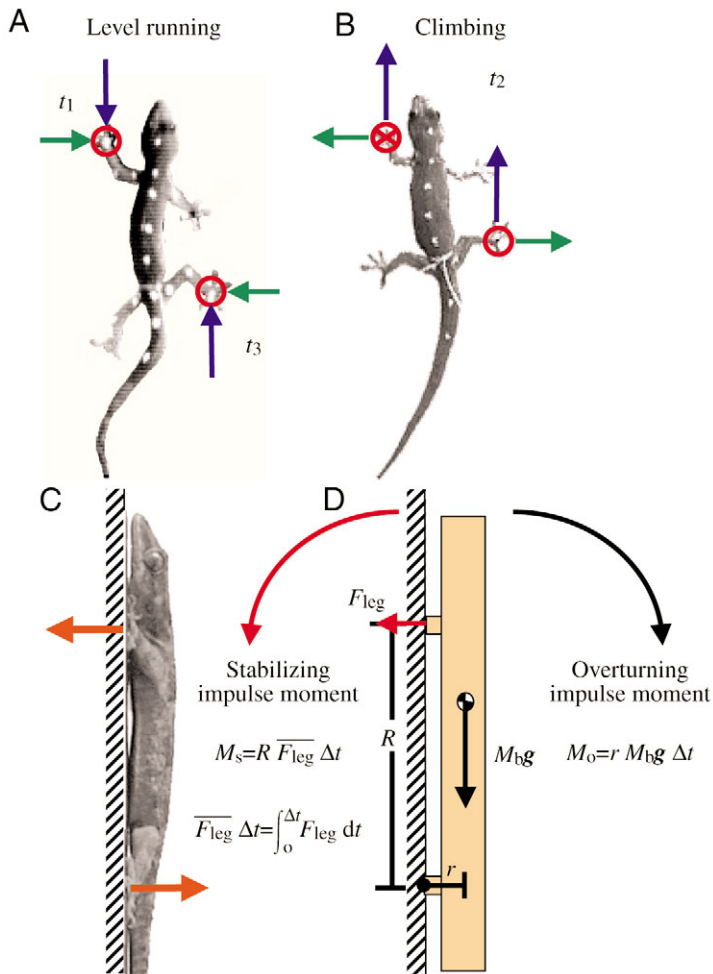 A
Level running
t1
t3
B
Climbing
t2
C
D
Fleg
Stabilizing
impulse moment
Ms=R Fleg Δt
Fleg Δt=∫oΔt Fleg dt
R
r
Mbg
Overturning
impulse moment
Mo=r Mbg Δt